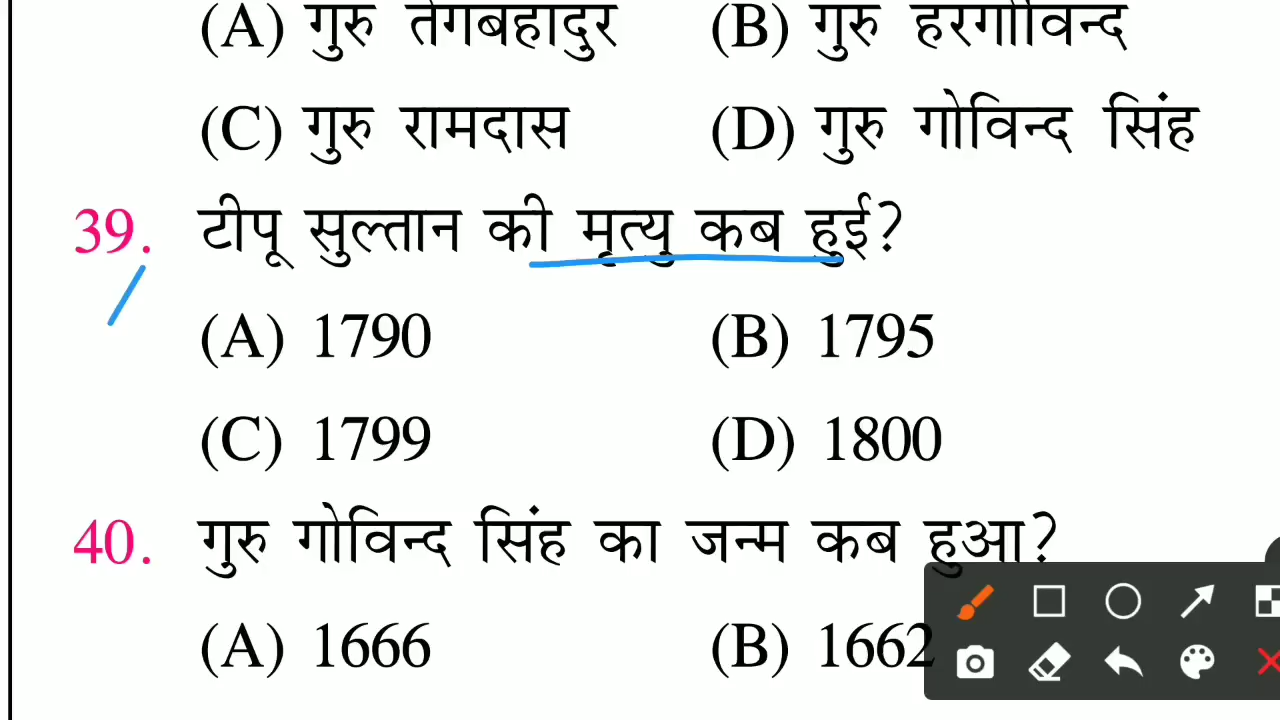 (A) गुरु तेगबहादुर (B) गुरु हरगोविन्द
(C) गुरु रामदास (D) गुरु गोविन्द सिंह
39. टीपू सुल्तान की मृत्यु कब हुई?
(A) 1790 (B) 1795
(C) 1799 (D) 1800
40. गुरु गोविन्द सिंह का जन्म कब हुआ?
(A) 1666 (B) 1662